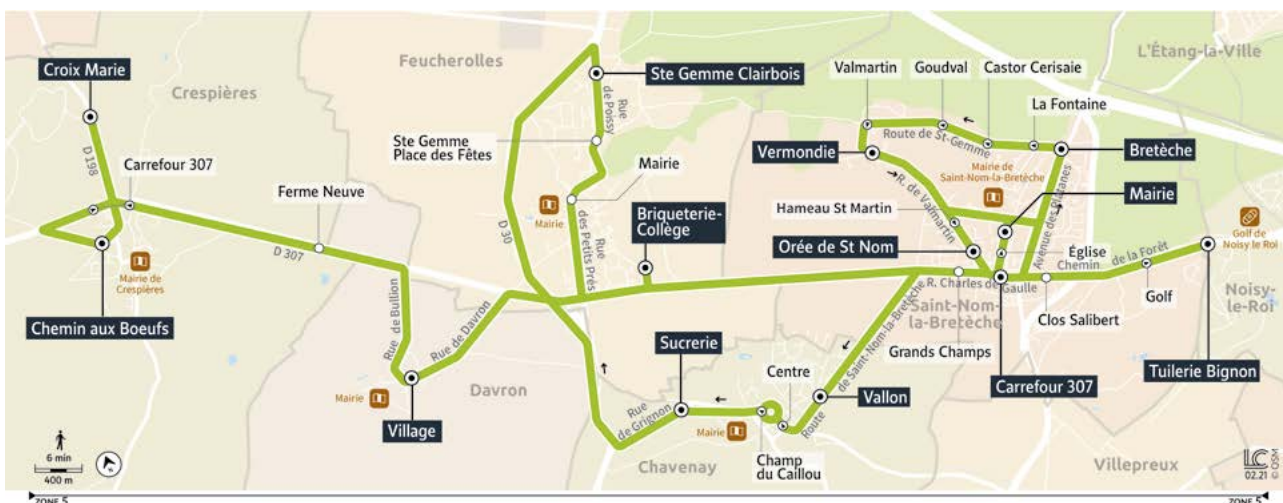 Croix Marie
Crespières
D 198
Carrefour 307
Ferme Neuve
D 307
Mairie de
Crespières
Chemin aux Boeufs
Feucherolles
Ste Gemme Clairbois
Rue
de Poissy
Ste Gemme
Place des Fêtes
Mairie
Mairie
Rue
des Petits Prés
D 30
Briqueterie-
Collège
Rue de Bullion
Rue de Davron
Mairie
Village
Davron
Sucrerie
Rue
de Grignon
Mairie
Chavenay
Centre
Champ
du Caillou
Vallon
Route
de Saint-Nom-la-Bretèche
Valmartin
Goudval
Castor Cerisaie
La Fontaine
Route de St-Gemme
Vermondie
Mairie de
Saint-Nom-la-Bretèche
Bretèche
Mairie
R. de Valmartin
Hameau St Martin
Avenue des Platanes
Orée de St Nom
Église
Chemin
de la Forêt
R. Charles de Gaulle
Saint-Nom-
la-Bretèche
Grands Champs
Carrefour 307
Clos Salibert
Golf
Tuilerie Bignon
Golf de
Noisy le Roi
Noisy-
le-Roi
L'Étang-la-Ville
Villepreux
6 min
400 m
N
LC
02.21
© OSM
ZONE 5
ZONE 5